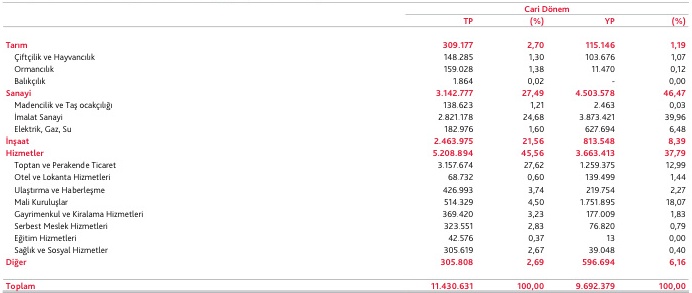 Cari Dönem
TP (%) YP (%)
Tarım 309.177 2,70 115.146 1,19
Çiftçilik ve Hayvancılık 148.285 1,30 103.676 1,07
Ormancılık 159.028 1,38 11.470 0,12
Balıkçılık 1.864 0,02 - 0,00
Sanayi 3.142.777 27,49 4.503.578 46,47
Madencilik ve Taş ocakçılığı 138.623 1,21 2.463 0,03
İmalat Sanayi 2.821.178 24,68 3.873.421 39,96
Elektrik, Gaz, Su 182.976 1,60 627.694 6,48
İnşaat 2.463.975 21,56 813.548 8,39
Hizmetler 5.208.894 45,56 3.663.413 37,79
Toptan ve Perakende Ticaret 3.157.674 27,62 1.259.375 12,99
Otel ve Lokanta Hizmetleri 68.732 0,60 139.499 1,44
Ulaştırma ve Haberleşme 426.993 3,74 219.754 2,27
Mali Kuruluşlar 514.329 4,50 1.751.895 18,07
Gayrimenkul ve Kiralama Hizmetleri 369.420 3,23 177.009 1,83
Serbest Meslek Hizmetleri 323.551 2,83 76.820 0,79
Eğitim Hizmetleri 42.576 0,37 13 0,00
Sağlık ve Sosyal Hizmetler 305.619 2,67 39.048 0,40
Diğer 305.808 2,69 596.694 6,16
Toplam 11.430.631 100,00 9.692.379 100,00